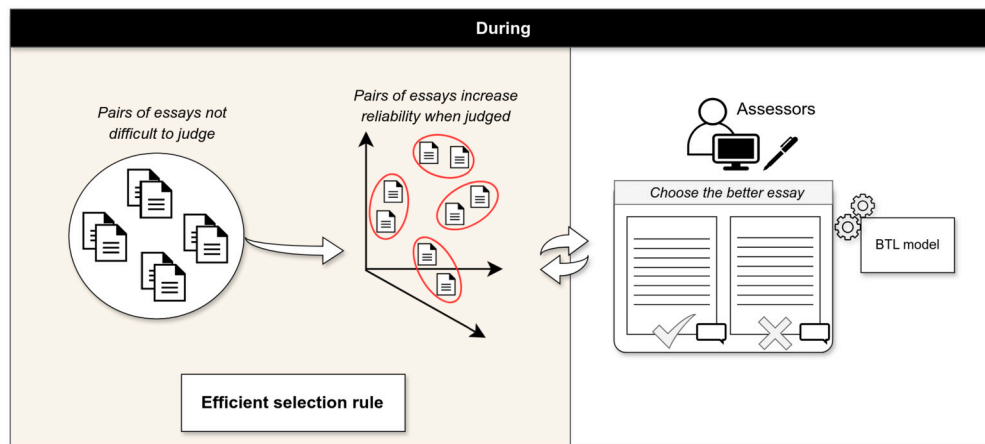 During
Pairs of essays not
difficult to judge
Pairs of essays increase
reliability when judged
Efficient selection rule
Assessors
Choose the better essay
BTL model